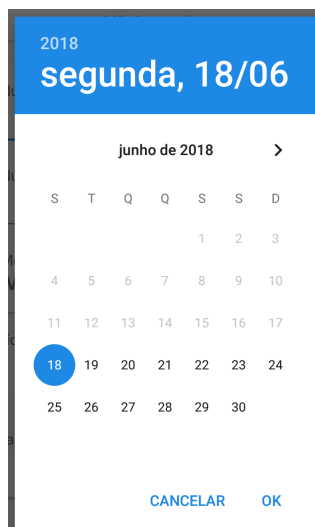 2018
segunda, 18/06
junho de 2018
S T Q Q S S D
1 2 3
4 5 6 7 8 9 10
11 12 13 14 15 16 17
18 19 20 21 22 23 24
25 26 27 28 29 30
CANCELAR OK